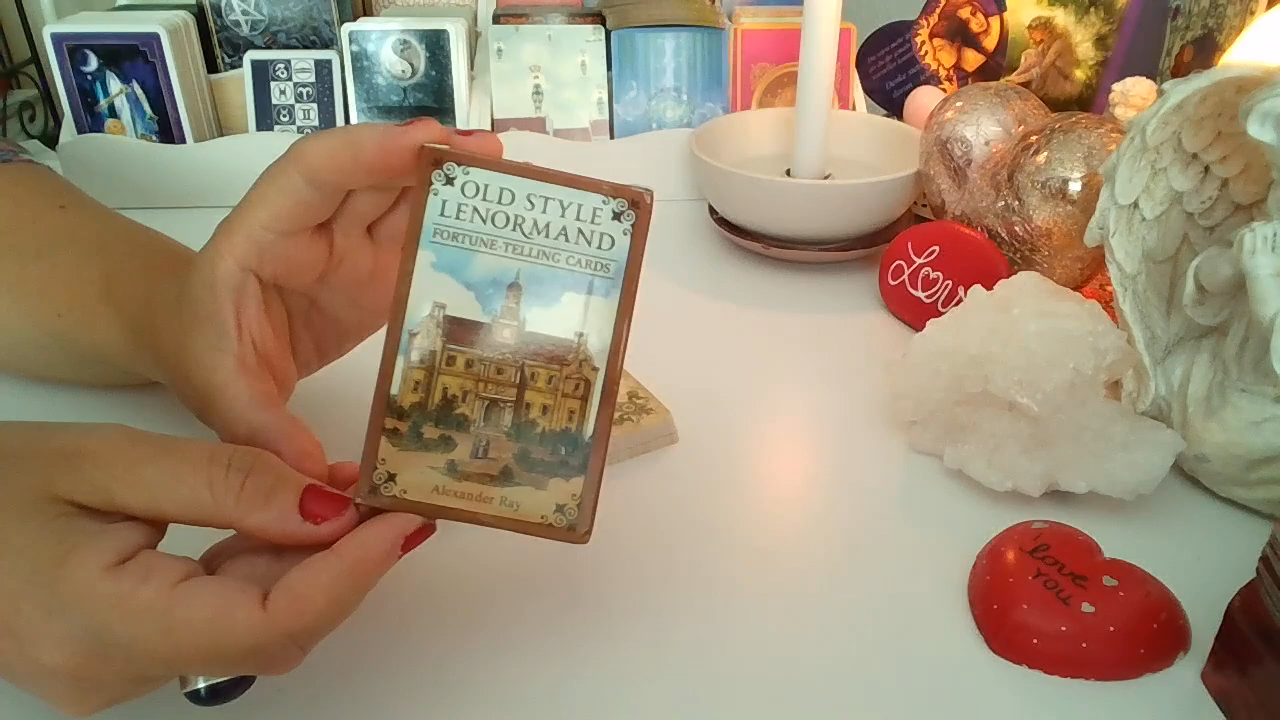 OLD STYLE
LENORMAND
FORTUNE-TELLING CARDS
Alexander Ray
Love
I
love
YOU